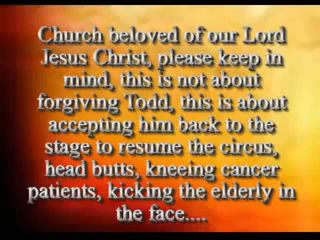 Church beloved of our Lord
Jesus Christ, please keep in
mind, this is not about
forgiving Todd, this is about
accepting him back to the
stage to resume the circus,
head butts, kneeing cancer
patients, kicking the elderly in
the face....